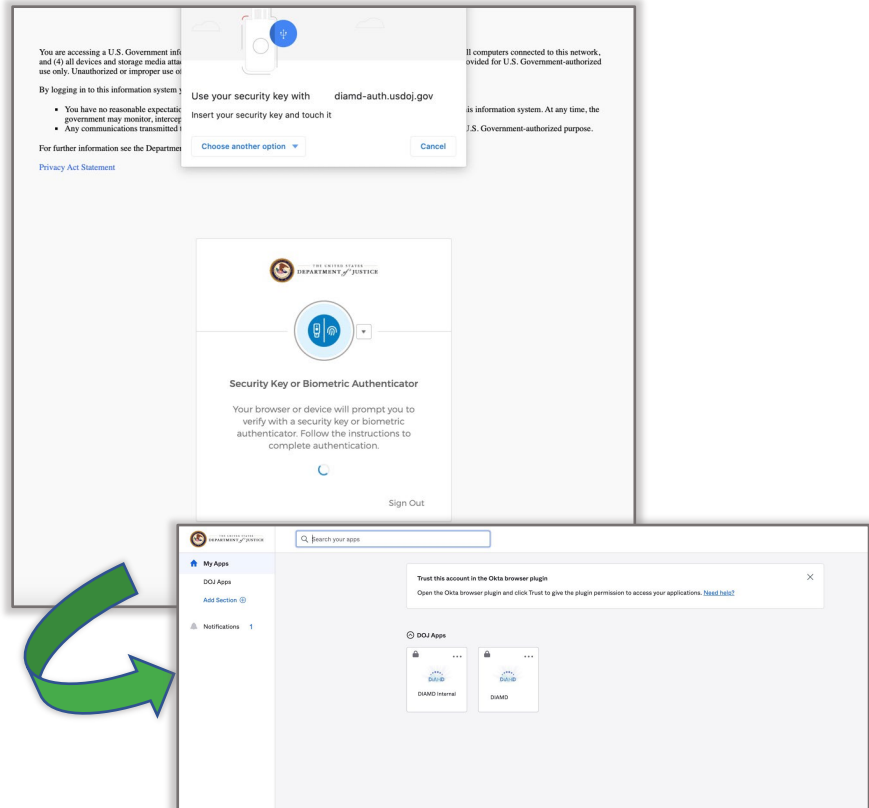 You are accessing a U.S. Government info
ll computers connected to this network,
and (4) all devices and storage media atta
ovided for U.S. Government-authorized
use only. Unauthorized or improper use of
By logging in to this information system y
You have no reasonable expectatio
is information system. At any time, the
government may monitor, intercep
Any communications transmitted t
.S. Government-authorized purpose.
For further information see the Departmen
Privacy Act Statement
Use your security key with diamd-auth.usdoj.gov
Insert your security key and touch it
Choose another option
Cancel
THE UNITED STATES
DEPARTMENT of JUSTICE
Security Key or Biometric Authenticator
Your browser or device will prompt you to
verify with a security key or biometric
authenticator. Follow the instructions to
complete authentication.
Sign Out
THE UNITED STATES
DEPARTMENT of JUSTICE
Search your apps
My Apps
DOJ Apps
Add Section
Notifications 1
Trust this account in the Okta browser plugin
Open the Okta browser plugin and click Trust to give the plugin permission to access your applications. Need help?
DOJ Apps
DIAMD
DIAMD
DIAMD Internal
DIAMD